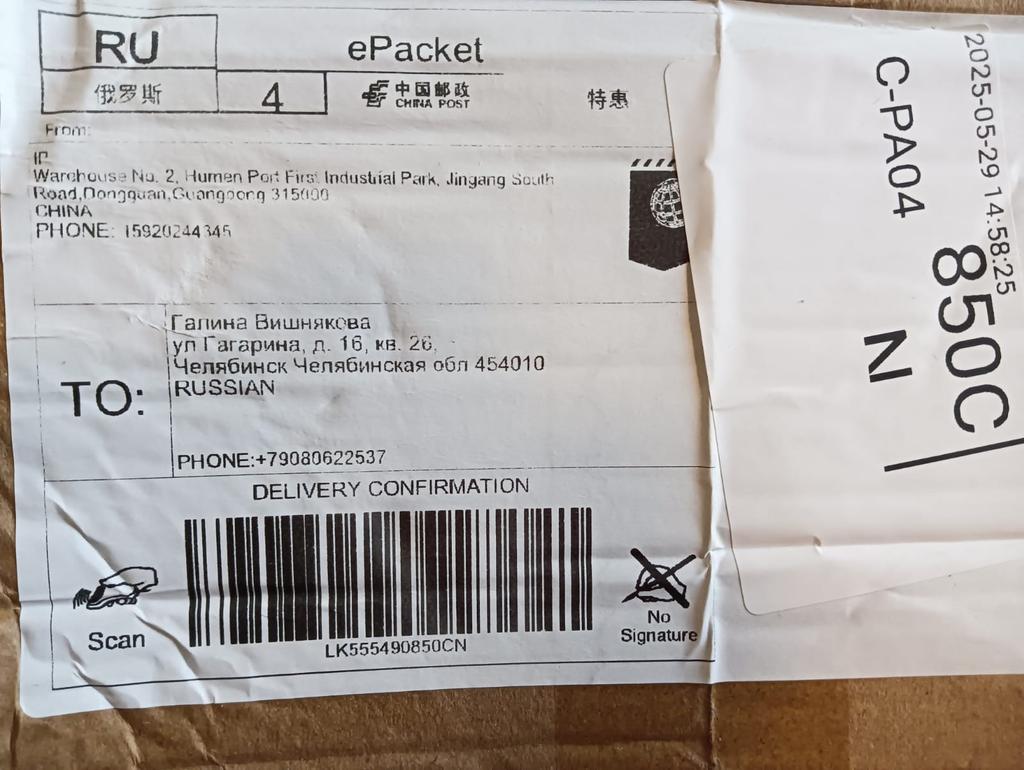 RU
ePacket
俄罗斯
4
中国邮政
CHINA POST
特惠
From:
IP
Warehouse No. 2, Humen Port First Industrial Park, Jingang South
Road,Dongguan,Guangdong 315000
CHINA
PHONE: 15920244345
TO:
Галина Вишнякова
ул Гагарина, д. 16, кв. 26,
Челябинск Челябинская обл 454010
RUSSIAN
PHONE:+79080622537
DELIVERY CONFIRMATION
Scan
LK555490850CN
No
Signature
2025-05-29 14:58:25
C-PA04
850C
N